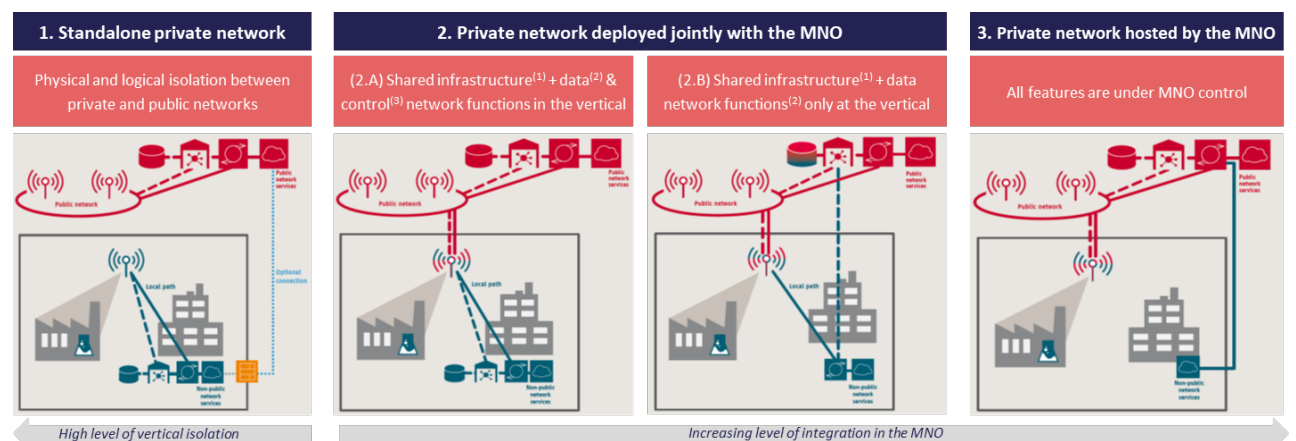 1. Standalone private network
2. Private network deployed jointly with the MNO
3. Private network hosted by the MNO
Physical and logical isolation between
private and public networks
(2.A) Shared infrastructure(1) + data(2) &
control(3) network functions in the vertical
(2.B) Shared infrastructure(1) + data
network functions(2) only at the vertical
All features are under MNO control
Public
network
services
Public network
Optional
connection
Local path
Non-public
network
services
Public
network
services
Public network
Local path
Non-public
network
services
Public
network
services
Public network
Local path
Non-public
network
services
Public
network
services
Public network
Non-public
network
services
High level of vertical isolation
Increasing level of integration in the MNO